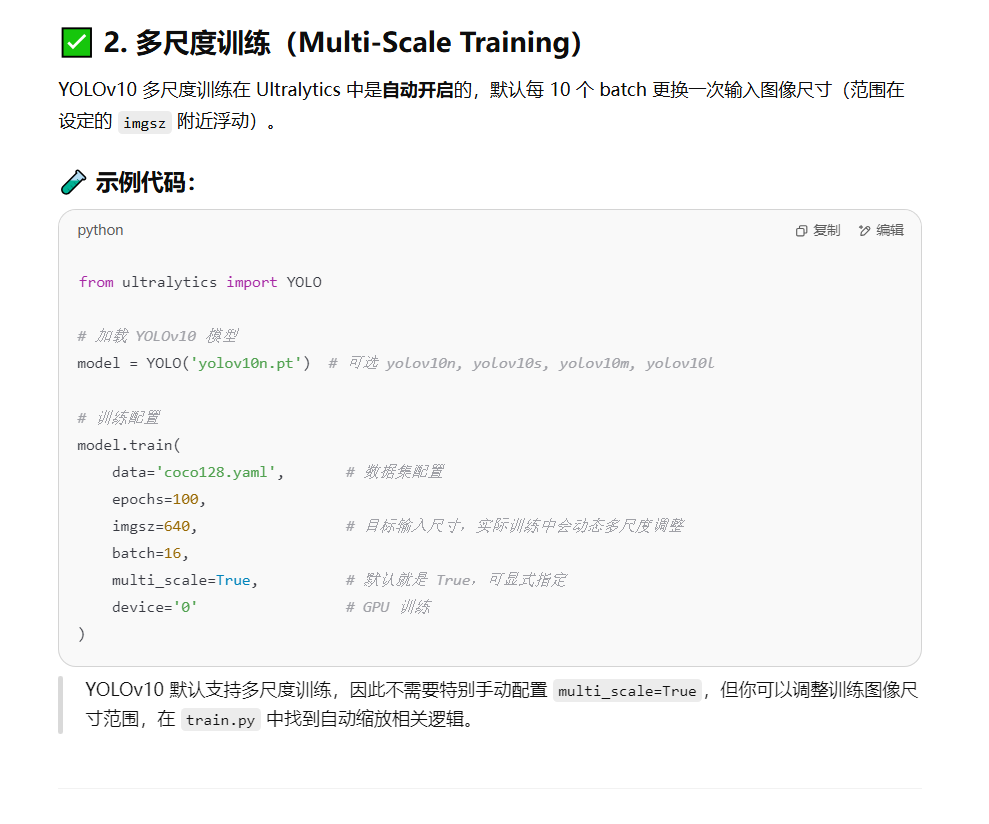 ✅ 2. 多尺度训练（Multi-Scale Training）
YOLOv10 多尺度训练在 Ultralytics 中是自动开启的，默认每 10 个 batch 更换一次输入图像尺寸（范围在
设定的 imgsz 附近浮动）。
🧪 示例代码：
python 复制 编辑
from ultralytics import YOLO
# 加载 YOLOv10 模型
model = YOLO('yolov10n.pt')  # 可选 yolov10n, yolov10s, yolov10m, yolov10l
# 训练配置
model.train(
    data='coco128.yaml',       # 数据集配置
    epochs=100,
    imgsz=640,                 # 目标输入尺寸，实际训练中会动态多尺度调整
    batch=16,
    multi_scale=True,          # 默认就是 True，可显式指定
    device='0'                 # GPU 训练
)
YOLOv10 默认支持多尺度训练，因此不需要特别手动配置 multi_scale=True，但你可以调整训练图像尺
寸范围，在 train.py 中找到自动缩放相关逻辑。